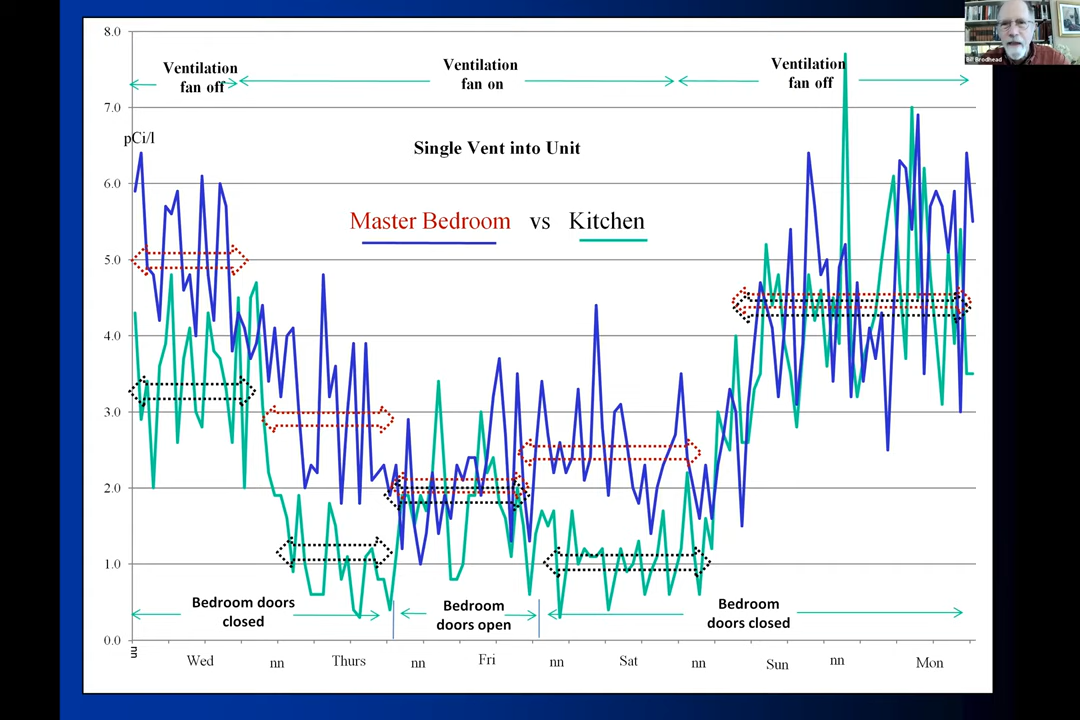 8.0
7.0
6.0
5.0
4.0
3.0
2.0
1.0
0.0
pCi/l
Ventilation
fan off
Ventilation
fan on
Ventilation
fan off
Single Vent into Unit
Master Bedroom vs Kitchen
Bedroom doors
closed
Bedroom
doors open
Bedroom
doors closed
nn Wed nn Thurs nn Fri nn Sat nn Sun nn Mon
Bill Brodhead